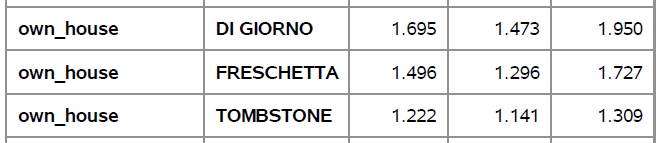 own_house DI GIORNO 1.695 1.473 1.950
own_house FRESCHETTA 1.496 1.296 1.727
own_house TOMBSTONE 1.222 1.141 1.309